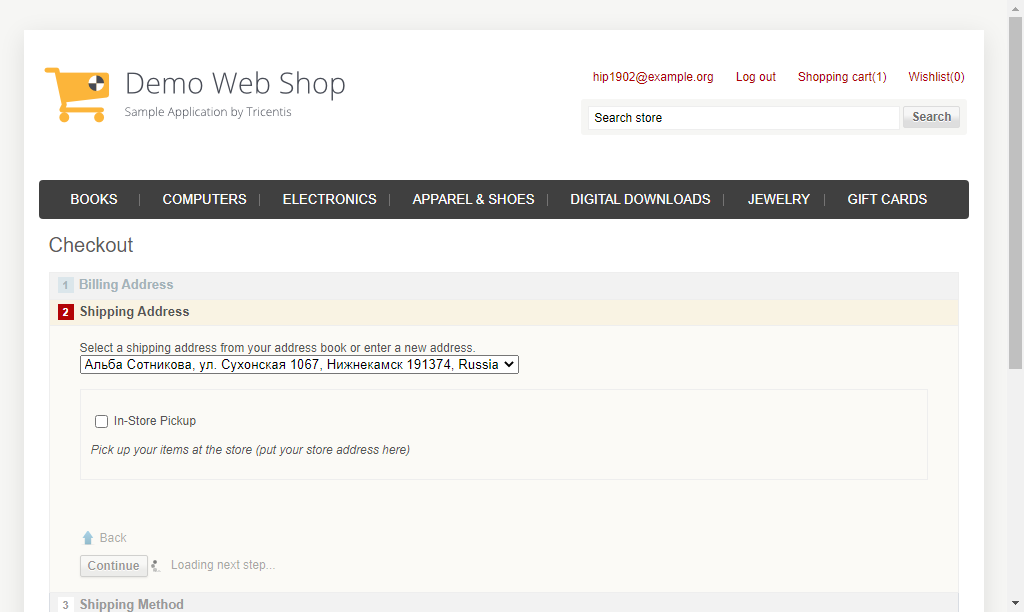 Demo Web Shop
Sample Application by Tricentis
hip1902@example.org Log out Shopping cart(1) Wishlist(0)
Search store Search
BOOKS | COMPUTERS | ELECTRONICS | APPAREL & SHOES | DIGITAL DOWNLOADS | JEWELRY | GIFT CARDS
Checkout
1 Billing Address
2 Shipping Address
Select a shipping address from your address book or enter a new address.
Альба Сотникова, ул. Сухонская 1067, Нижнекамск 191374, Russia
In-Store Pickup
Pick up your items at the store (put your store address here)
Back
Continue Loading next step...
3 Shipping Method